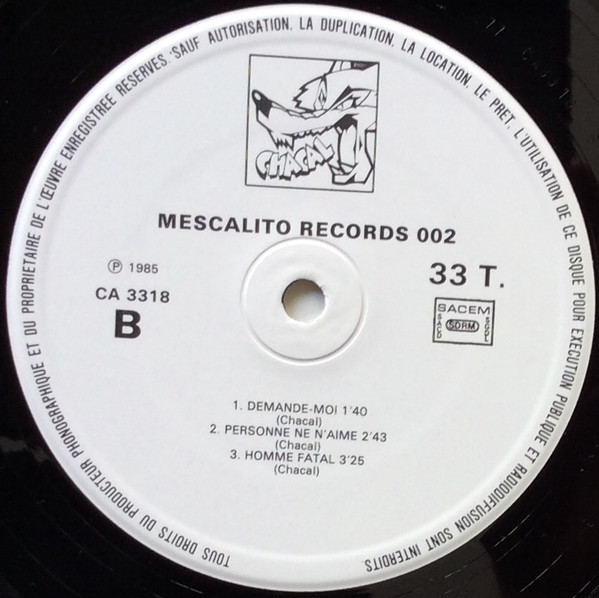 TOUS DROITS DU PRODUCTEUR PHONOGRAPHIQUE ET DU PROPRIETAIRE DE L'ŒUVRE ENREGISTREE RESERVES. SAUF AUTORISATION, LA DUPLICATION, LA LOCATION, LE PRET, L'UTILISATION DE CE DISQUE POUR EXECUTION PUBLIQUE ET RADIODIFFUSION SONT INTERDITS.
CHACAL
MESCALITO RECORDS 002
℗ 1985
33 T.
CA 3318
B
SACEM
SACD
SDRM
SGDL
1. DEMANDE-MOI 1'40
(Chacal)
2. PERSONNE NE N'AIME 2'43
(Chacal)
3. HOMME FATAL 3'25
(Chacal)